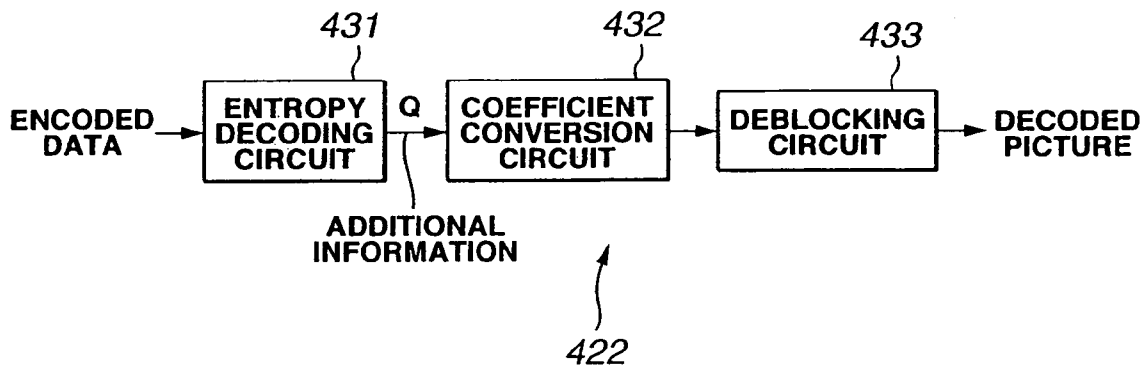 431
432
433
ENCODED
DATA
ENTROPY
DECODING
CIRCUIT
Q
COEFFICIENT
CONVERSION
CIRCUIT
DEBLOCKING
CIRCUIT
DECODED
PICTURE
ADDITIONAL
INFORMATION
422